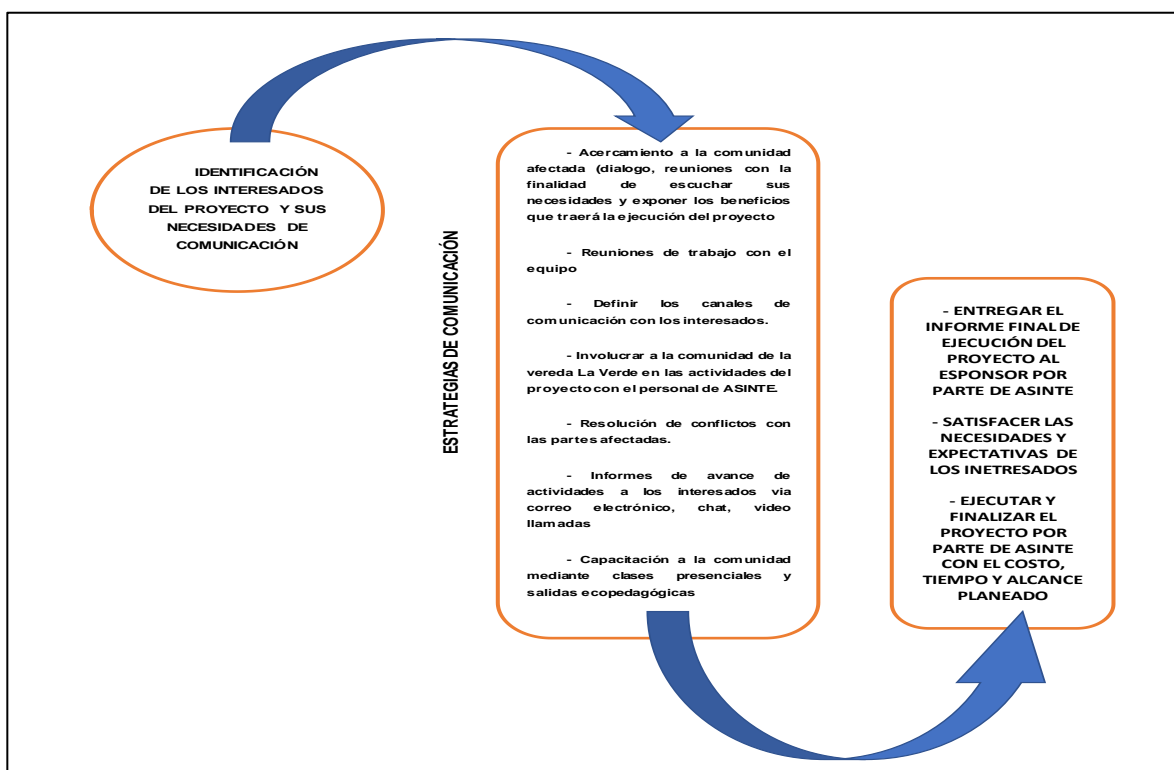 IDENTIFICACIÓN
DE LOS INTERESADOS
DEL PROYECTO Y SUS
NECESIDADES DE
COMUNICACIÓN
ESTRATEGIAS DE COMUNICACIÓN
- Acercamiento a la comunidad
afectada (dialogo, reuniones con la
finalidad de escuchar sus
necesidades y exponer los beneficios
que traerá la ejecución del proyecto
- Reuniones de trabajo con el
equipo
- Definir los canales de
comunicación con los interesados.
- Involucrar a la comunidad de la
vereda La Verde en las actividades del
proyecto con el personal de ASINTE.
- Resolución de conflictos con
las partes afectadas.
- Informes de avance de
actividades a los interesados via
correo electrónico, chat, video
llamadas
- Capacitación a la comunidad
mediante clases presenciales y
salidas ecopedagógicas
- ENTREGAR EL
INFORME FINAL DE
EJECUCIÓN DEL
PROYECTO AL
ESPONSOR POR
PARTE DE ASINTE
- SATISFACER LAS
NECESIDADES Y
EXPECTATIVAS DE
LOS INETRESADOS
- EJECUTAR Y
FINALIZAR EL
PROYECTO POR
PARTE DE ASINTE
CON EL COSTO,
TIEMPO Y ALCANCE
PLANEADO